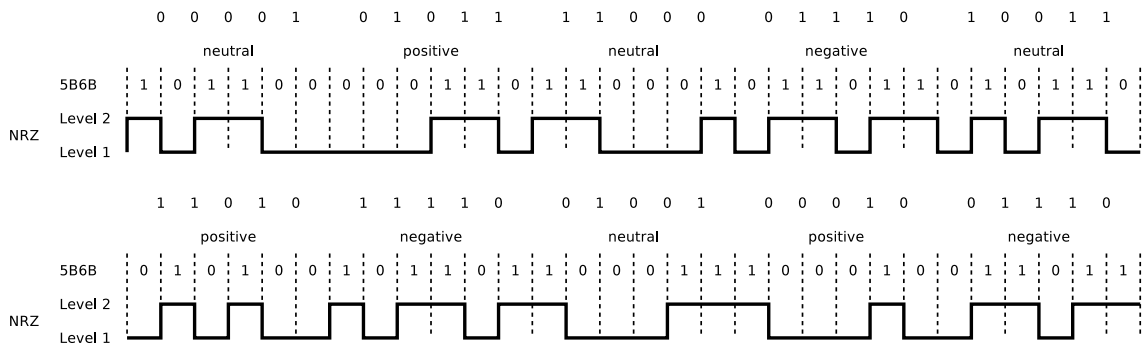 0 0 0 0 1 0 1 0 1 1 1 1 0 0 0 0 1 1 1 0 1 0 0 1 1
neutral positive neutral negative neutral
5B6B 1 0 1 1 0 0 0 0 0 1 1 0 1 1 0 0 0 1 0 1 1 0 1 1 0 1 0 1 1 0
Level 2
NRZ
Level 1
1 1 0 1 0 1 1 1 1 0 0 1 0 0 1 0 0 0 1 0 0 1 1 1 0
positive negative neutral positive negative
5B6B 0 1 0 1 0 0 1 0 1 1 0 1 1 0 0 0 1 1 1 0 0 0 1 0 0 1 1 0 1 1
Level 2
NRZ
Level 1